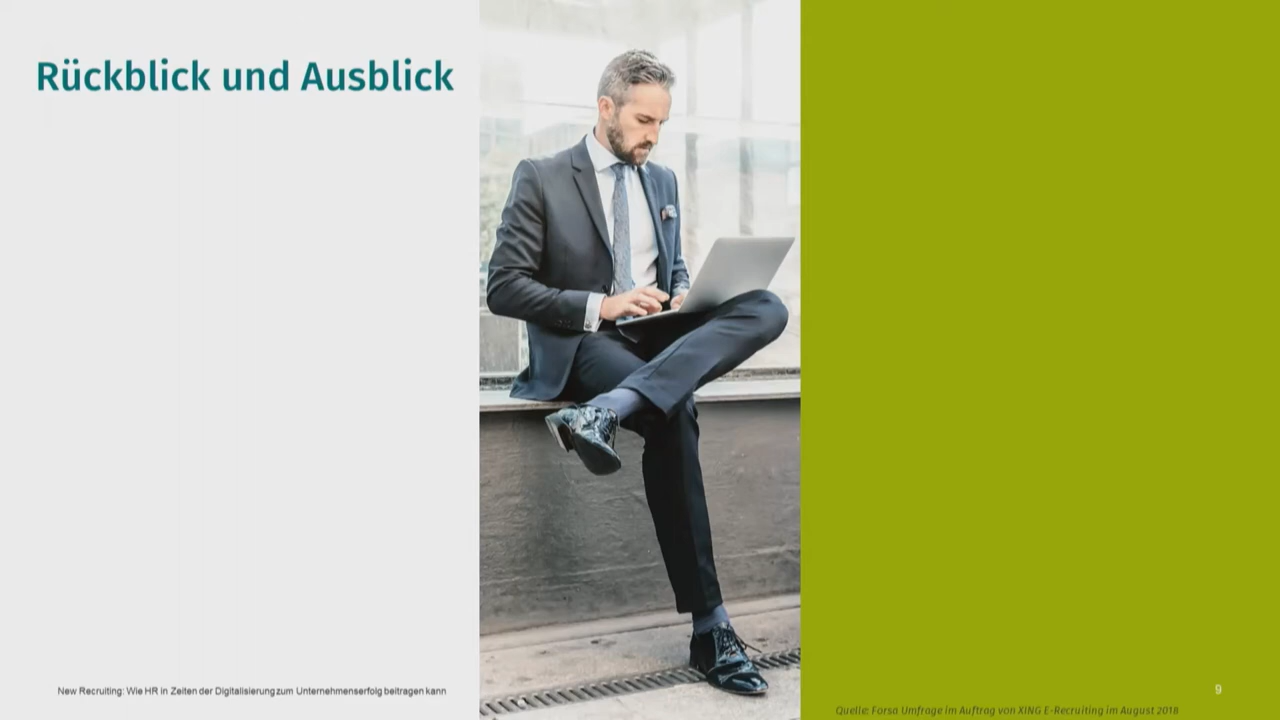 Rückblick und Ausblick
New Recruiting: Wie HR in Zeiten der Digitalisierung zum Unternehmenserfolg beitragen kann
9
Quelle: Forsa Umfrage im Auftrag von XING E-Recruiting im August 2018